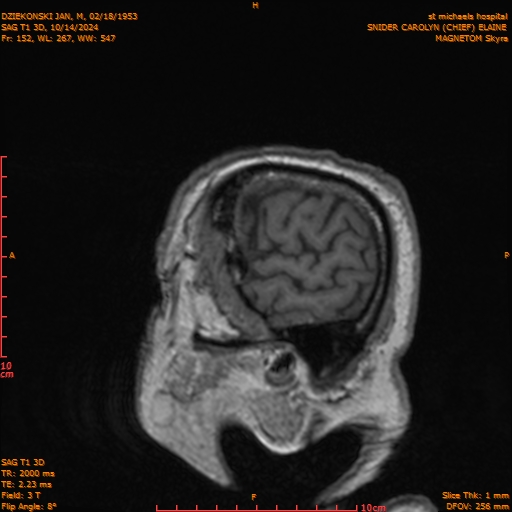 H
DZIEKONSKI JAN, M, 02/18/1953
SAG T1 3D, 10/14/2024
Fr: 152, WL: 267, WW: 547
st michaels hospital
SNIDER CAROLYN (CHIEF) ELAINE
MAGNETOM Skyra
A
P
10
cm
SAG T1 3D
TR: 2000 ms
TE: 2.23 ms
Field: 3 T
Flip Angle: 8°
F
10cm
Slice Thk: 1 mm
DFOV: 256 mm